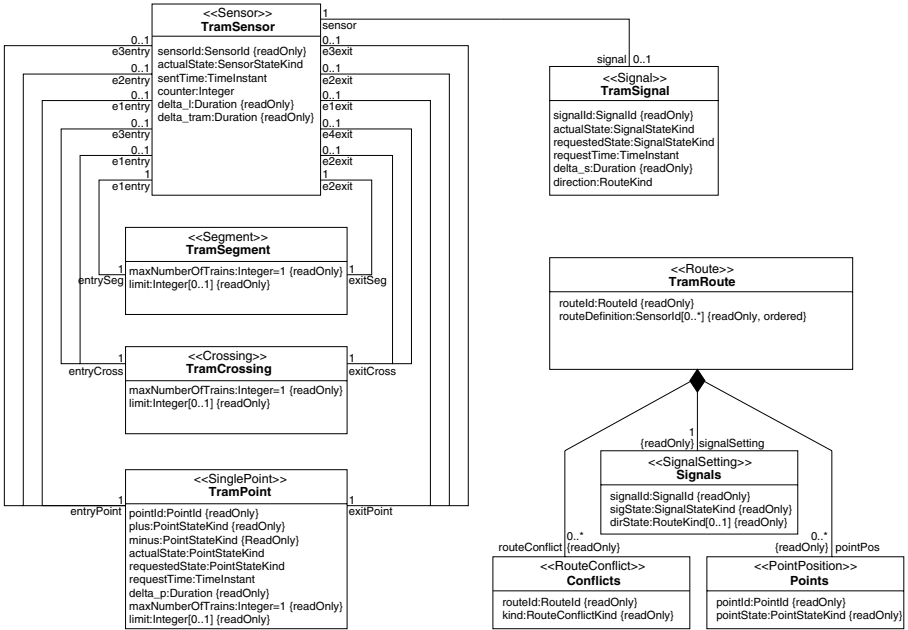 <<Sensor>>
TramSensor
sensorId:SensorId {readOnly}
actualState:SensorStateKind
sentTime:TimeInstant
counter:Integer
delta_l:Duration {readOnly}
delta_tram:Duration {readOnly}
0..1
e3entry
0..1
e2entry
0..1
e1entry
0..1
e3entry
0..1
e1entry
1
e1entry
1
sensor
0..1
e3exit
0..1
e2exit
0..1
e1exit
0..1
e4exit
0..1
e2exit
1
e2exit
signal 0..1
<<Signal>>
TramSignal
signalId:SignalId {readOnly}
actualState:SignalStateKind
requestedState:SignalStateKind
requestTime:TimeInstant
delta_s:Duration {readOnly}
direction:RouteKind
<<Segment>>
TramSegment
maxNumberOfTrains:Integer=1 {readOnly}
limit:Integer[0..1] {readOnly}
1
entrySeg
1
exitSeg
<<Crossing>>
TramCrossing
maxNumberOfTrains:Integer=1 {readOnly}
limit:Integer[0..1] {readOnly}
1
entryCross
1
exitCross
<<SinglePoint>>
TramPoint
pointId:PointId {readOnly}
plus:PointStateKind {readOnly}
minus:PointStateKind {ReadOnly}
actualState:PointStateKind
requestedState:PointStateKind
requestTime:TimeInstant
delta_p:Duration {readOnly}
maxNumberOfTrains:Integer=1 {readOnly}
limit:Integer[0..1] {readOnly}
1
entryPoint
1
exitPoint
<<Route>>
TramRoute
routeId:RouteId {readOnly}
routeDefinition:SensorId[0..*] {readOnly, ordered}
1
{readOnly} signalSetting
<<SignalSetting>>
Signals
signalId:SignalId {readOnly}
sigState:SignalStateKind {readOnly}
dirState:RouteKind[0..1] {readOnly}
0..*
routeConflict {readOnly}
<<RouteConflict>>
Conflicts
routeId:RouteId {readOnly}
kind:RouteConflictKind {readOnly}
0..*
{readOnly} pointPos
<<PointPosition>>
Points
pointId:PointId {readOnly}
pointState:PointStateKind {readOnly}